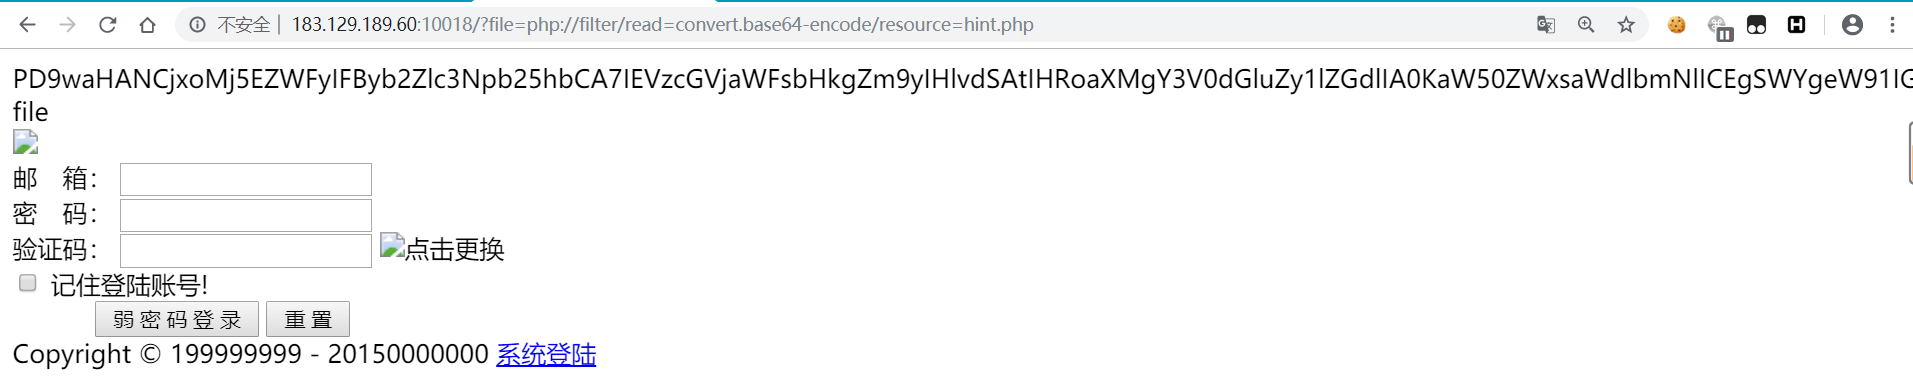 不安全 | 183.129.189.60:10018/?file=php://filter/read=convert.base64-encode/resource=hint.php
PD9waHANCjxoMj5EZWFyIFByb2Zlc3Npb25hbCA7IEVzcGVjaWFsbHkgZm9yIHlvdSAtIHRoaXMgY3V0dGluZy1lZGdlIA0KaW50ZWxsaWdlbmNlICEgSWYgeW91IG
file
邮 箱：
密 码：
验证码： 点击更换
记住登陆账号!
弱 密 码 登 录 重 置
Copyright © 199999999 - 20150000000 系统登陆